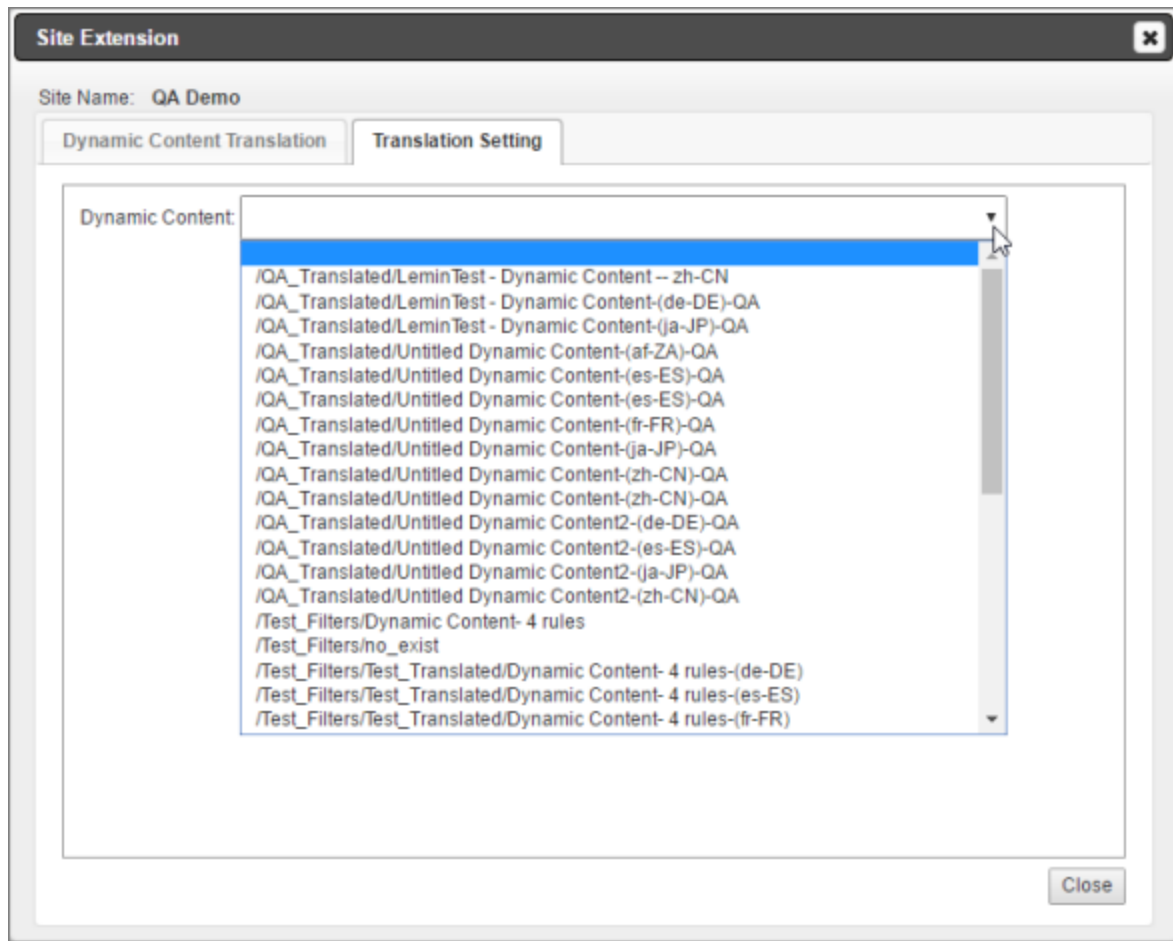 Site Extension
Site Name: QA Demo
Dynamic Content Translation
Translation Setting
Dynamic Content:
/QA_Translated/LeminTest - Dynamic Content -- zh-CN
/QA_Translated/LeminTest - Dynamic Content-(de-DE)-QA
/QA_Translated/LeminTest - Dynamic Content-(ja-JP)-QA
/QA_Translated/Untitled Dynamic Content-(af-ZA)-QA
/QA_Translated/Untitled Dynamic Content-(es-ES)-QA
/QA_Translated/Untitled Dynamic Content-(es-ES)-QA
/QA_Translated/Untitled Dynamic Content-(fr-FR)-QA
/QA_Translated/Untitled Dynamic Content-(ja-JP)-QA
/QA_Translated/Untitled Dynamic Content-(zh-CN)-QA
/QA_Translated/Untitled Dynamic Content-(zh-CN)-QA
/QA_Translated/Untitled Dynamic Content2-(de-DE)-QA
/QA_Translated/Untitled Dynamic Content2-(es-ES)-QA
/QA_Translated/Untitled Dynamic Content2-(ja-JP)-QA
/QA_Translated/Untitled Dynamic Content2-(zh-CN)-QA
/Test_Filters/Dynamic Content- 4 rules
/Test_Filters/no_exist
/Test_Filters/Test_Translated/Dynamic Content- 4 rules-(de-DE)
/Test_Filters/Test_Translated/Dynamic Content- 4 rules-(es-ES)
/Test_Filters/Test_Translated/Dynamic Content- 4 rules-(fr-FR)
Close